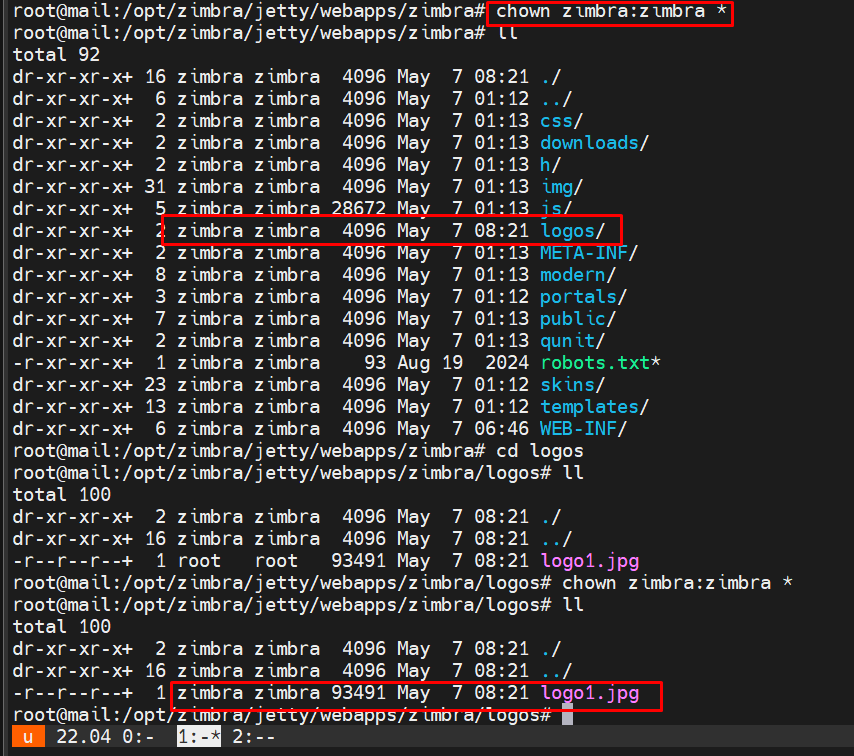 root@mail:/opt/zimbra/jetty/webapps/zimbra# chown zimbra:zimbra *
root@mail:/opt/zimbra/jetty/webapps/zimbra# ll
total 92
dr-xr-xr-x+ 16 zimbra zimbra  4096 May  7 08:21 ./
dr-xr-xr-x+  6 zimbra zimbra  4096 May  7 01:12 ../
dr-xr-xr-x+  2 zimbra zimbra  4096 May  7 01:13 css/
dr-xr-xr-x+  2 zimbra zimbra  4096 May  7 01:13 downloads/
dr-xr-xr-x+  2 zimbra zimbra  4096 May  7 01:13 h/
dr-xr-xr-x+ 31 zimbra zimbra  4096 May  7 01:13 img/
dr-xr-xr-x+  5 zimbra zimbra 28672 May  7 01:13 js/
dr-xr-xr-x+  2 zimbra zimbra  4096 May  7 08:21 logos/
dr-xr-xr-x+  2 zimbra zimbra  4096 May  7 01:13 META-INF/
dr-xr-xr-x+  8 zimbra zimbra  4096 May  7 01:13 modern/
dr-xr-xr-x+  3 zimbra zimbra  4096 May  7 01:12 portals/
dr-xr-xr-x+  7 zimbra zimbra  4096 May  7 01:13 public/
dr-xr-xr-x+  2 zimbra zimbra  4096 May  7 01:13 qunit/
-r-xr-xr-x+  1 zimbra zimbra    93 Aug 19  2024 robots.txt*
dr-xr-xr-x+ 23 zimbra zimbra  4096 May  7 01:12 skins/
dr-xr-xr-x+ 13 zimbra zimbra  4096 May  7 01:12 templates/
dr-xr-xr-x+  6 zimbra zimbra  4096 May  7 06:46 WEB-INF/
root@mail:/opt/zimbra/jetty/webapps/zimbra# cd logos
root@mail:/opt/zimbra/jetty/webapps/zimbra/logos# ll
total 100
dr-xr-xr-x+  2 zimbra zimbra  4096 May  7 08:21 ./
dr-xr-xr-x+ 16 zimbra zimbra  4096 May  7 08:21 ../
-r--r--r--+  1 root   root   93491 May  7 08:21 logo1.jpg
root@mail:/opt/zimbra/jetty/webapps/zimbra/logos# chown zimbra:zimbra *
root@mail:/opt/zimbra/jetty/webapps/zimbra/logos# ll
total 100
dr-xr-xr-x+  2 zimbra zimbra  4096 May  7 08:21 ./
dr-xr-xr-x+ 16 zimbra zimbra  4096 May  7 08:21 ../
-r--r--r--+  1 zimbra zimbra 93491 May  7 08:21 logo1.jpg
root@mail:/opt/zimbra/jetty/webapps/zimbra/logos#
u 22.04 0:-  1:-* 2:--